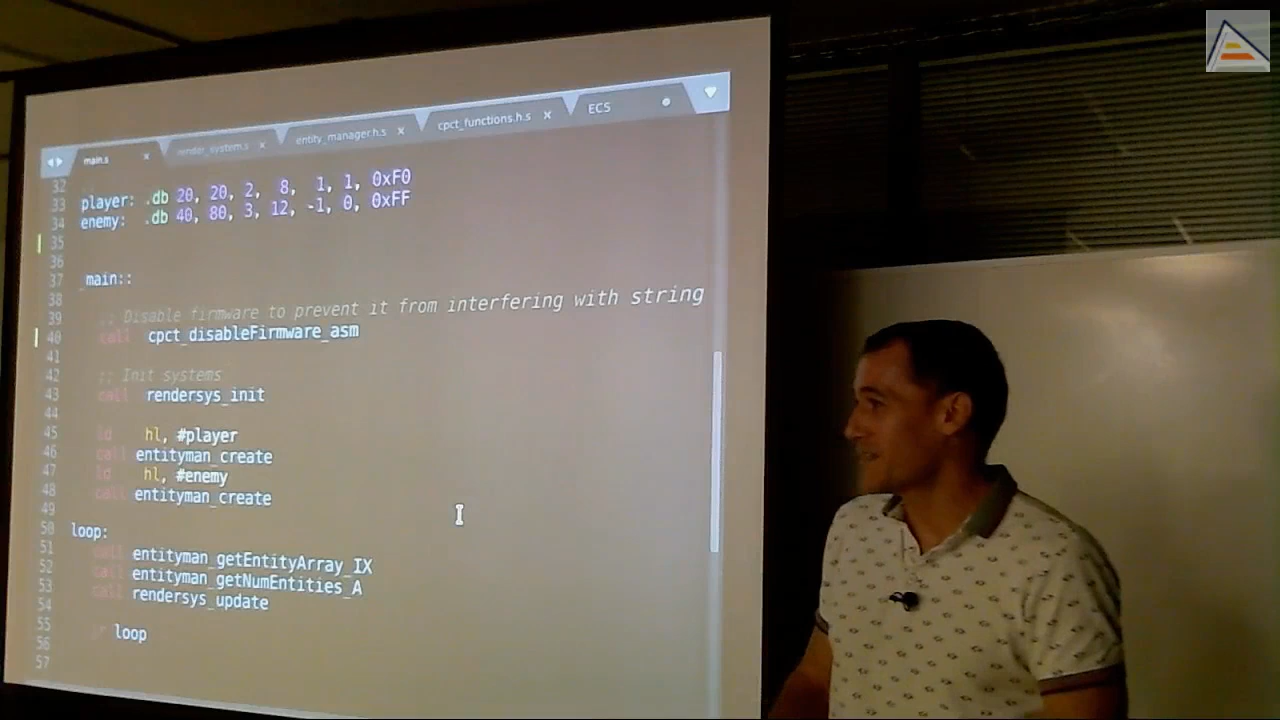 main.s × render_system.s × entity_manager.h.s × cpct_functions.h.s × ECS
32
33 player: .db 20, 20, 2, 8, 1, 1, 0xF0
34 enemy: .db 40, 80, 3, 12, -1, 0, 0xFF
35
36
37 _main::
38
39 ;; Disable firmware to prevent it from interfering with string
40 call cpct_disableFirmware_asm
41
42 ;; Init systems
43 call rendersys_init
44
45 ld hl, #player
46 call entityman_create
47 ld hl, #enemy
48 call entityman_create
49
50 loop:
51 call entityman_getEntityArray_IX
52 call entityman_getNumEntities_A
53 call rendersys_update
54
55 jr loop
56
57